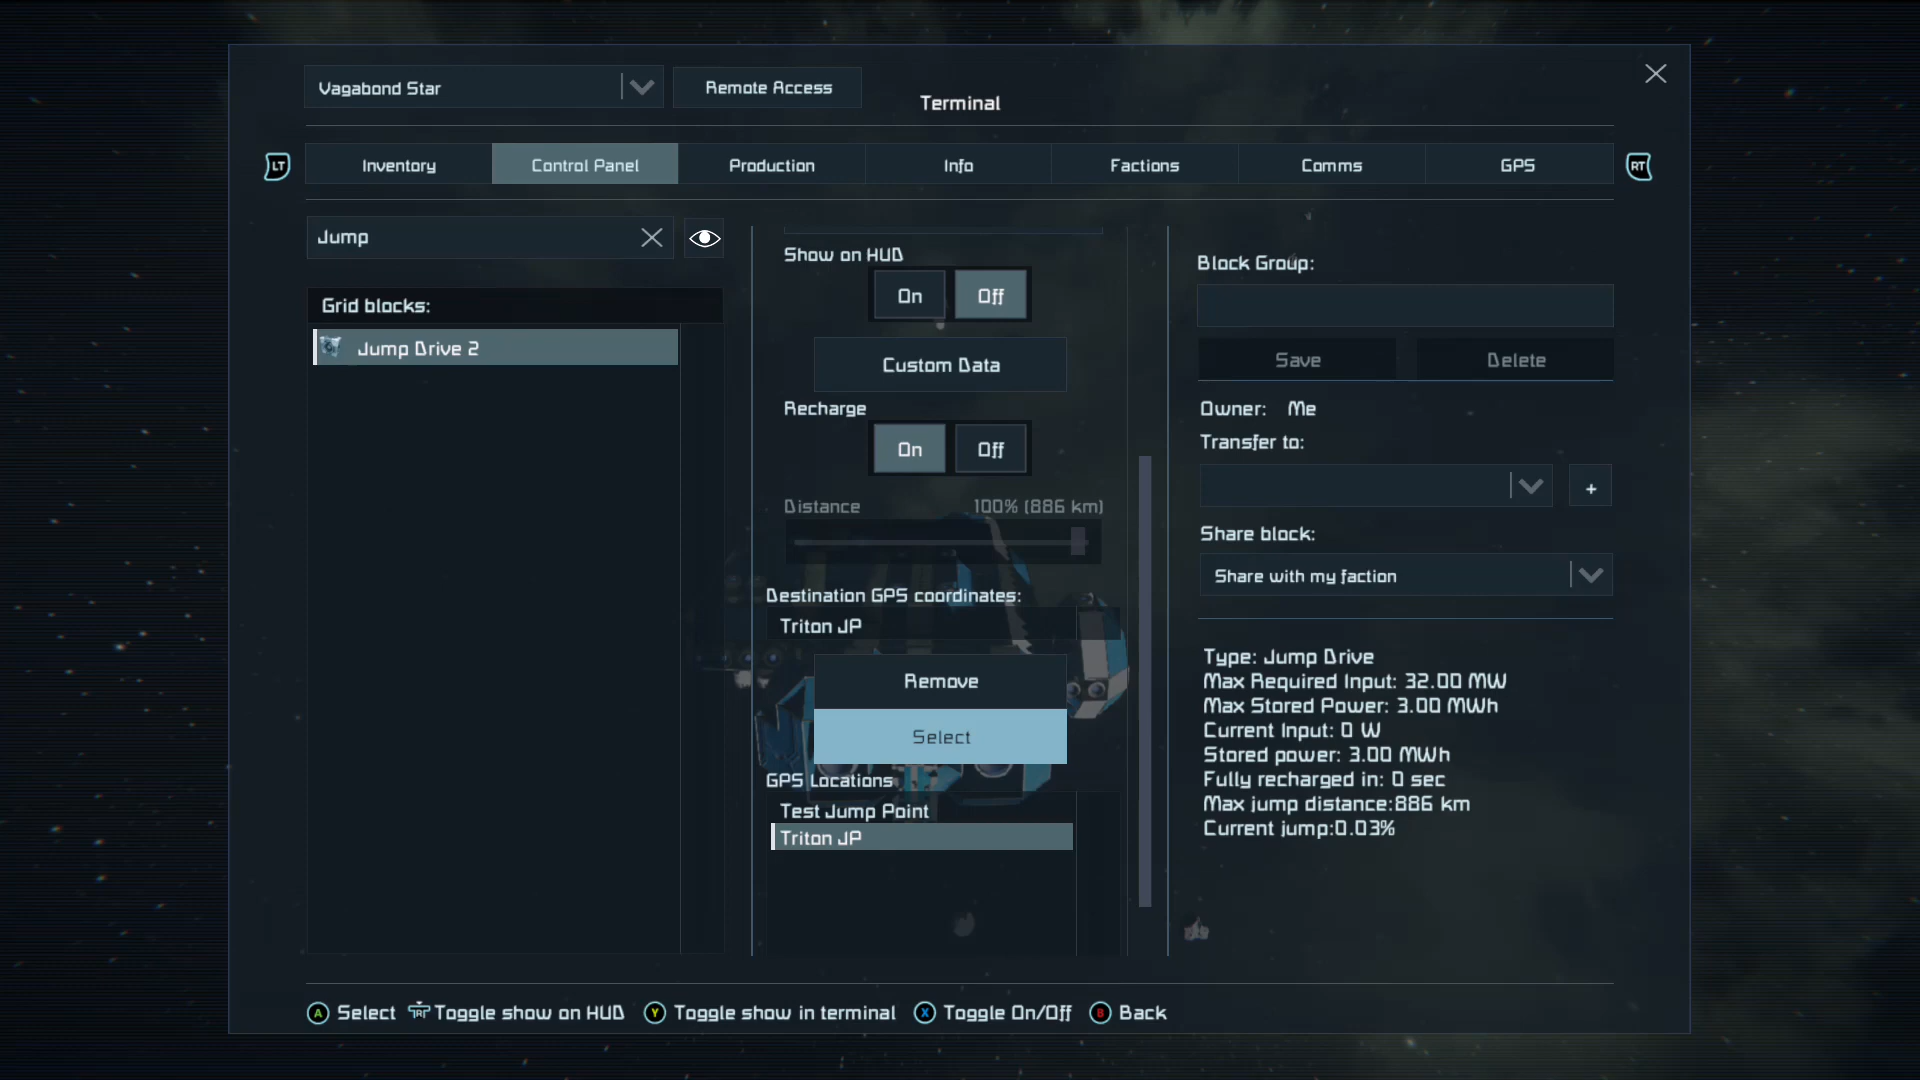 Vagabond Star
Remote Access
Terminal
LT
Inventory
Control Panel
Production
Info
Factions
Comms
GPS
RT
Jump
Grid blocks:
Jump Drive 2
Show on HUD
On
Off
Custom Data
Recharge
On
Off
Distance
100% (886 km)
Destination GPS coordinates:
Triton JP
Remove
Select
GPS Locations
Test Jump Point
Triton JP
Block Group:
Save
Delete
Owner: Me
Transfer to:
+
Share block:
Share with my faction
Type: Jump Drive
Max Required Input: 32.00 MW
Max Stored Power: 3.00 MWh
Current Input: 0 W
Stored power: 3.00 MWh
Fully recharged in: 0 sec
Max jump distance:886 km
Current jump:0.03%
A Select
Toggle show on HUD
Y Toggle show in terminal
X Toggle On/Off
B Back